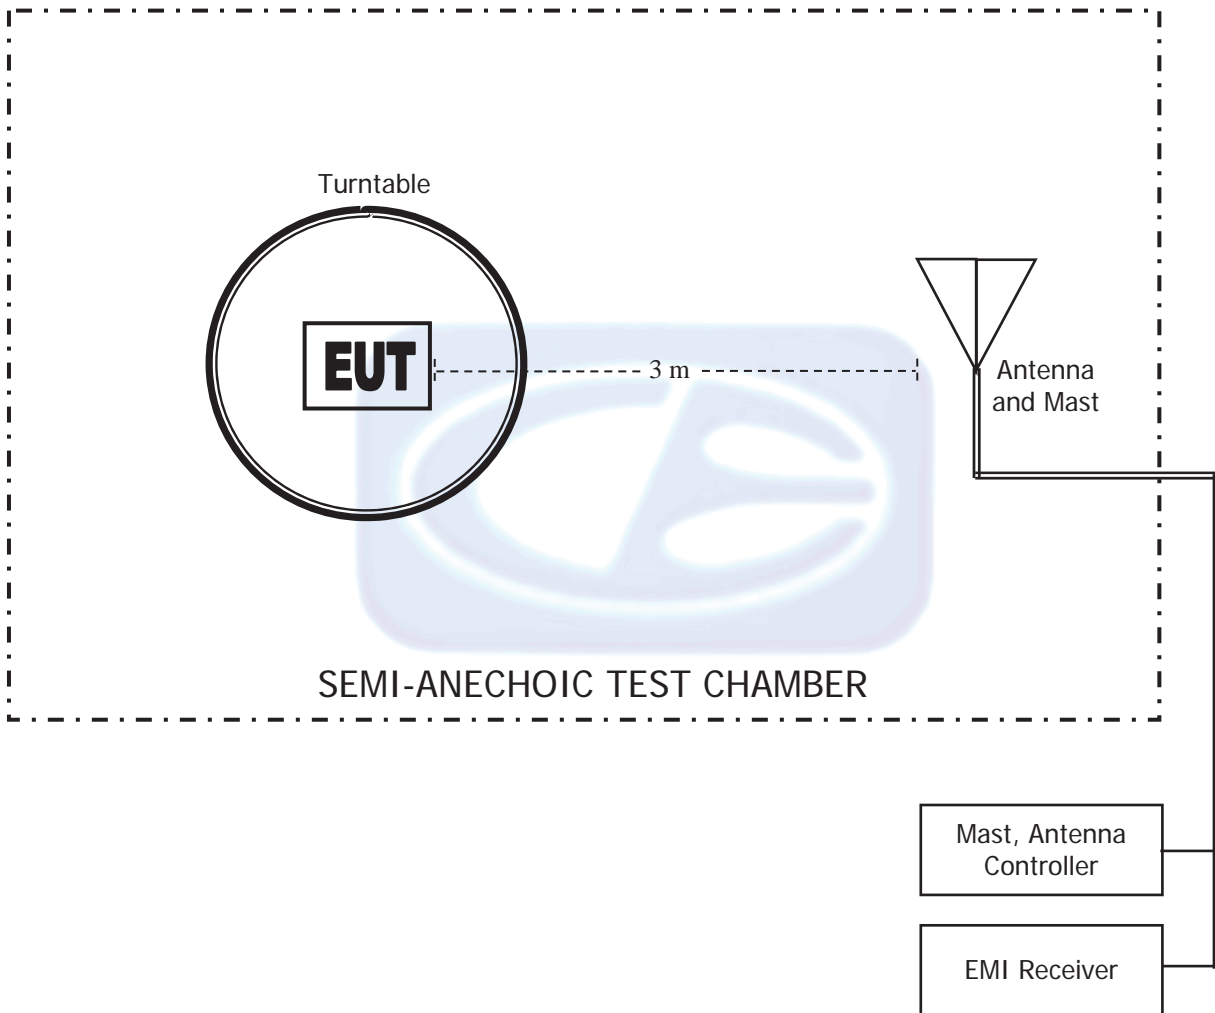 Turntable
EUT
3 m
Antenna
and Mast
SEMI-ANECHOIC TEST CHAMBER
Mast, Antenna
Controller
EMI Receiver